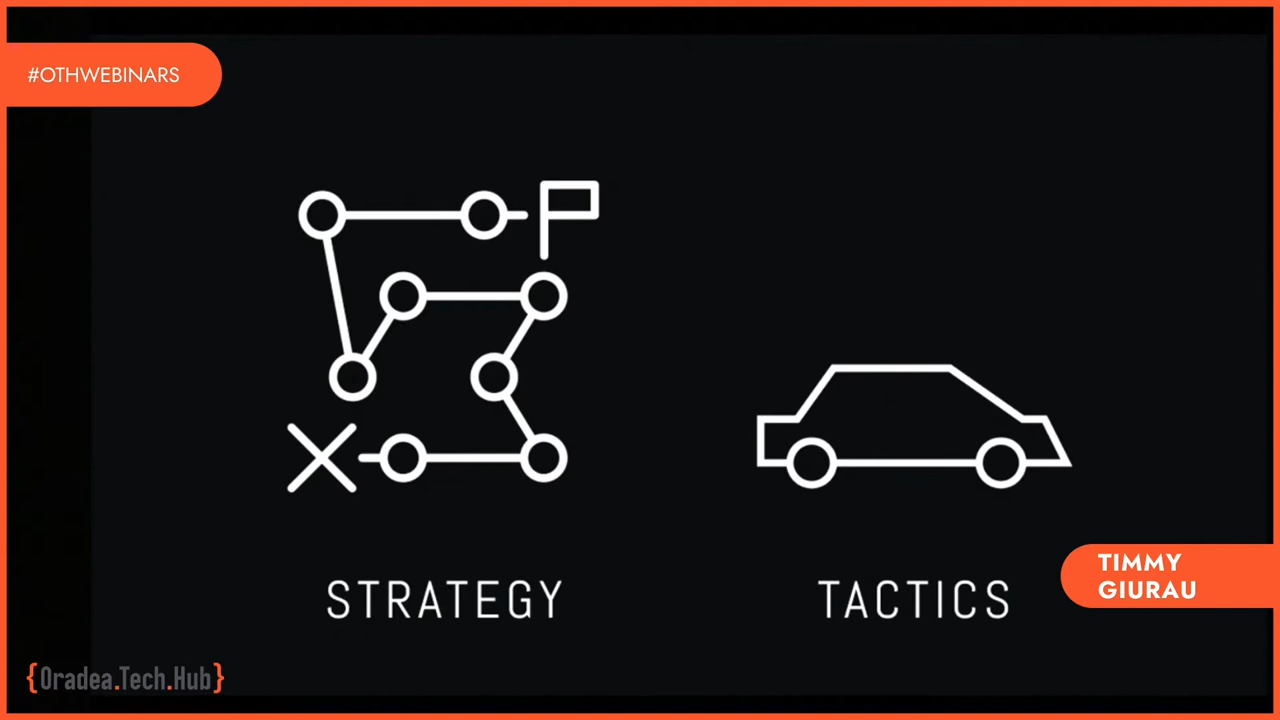 #OTHWEBINARS
STRATEGY
TACTICS
TIMMY
GIURAU
{Oradea.Tech.Hub}